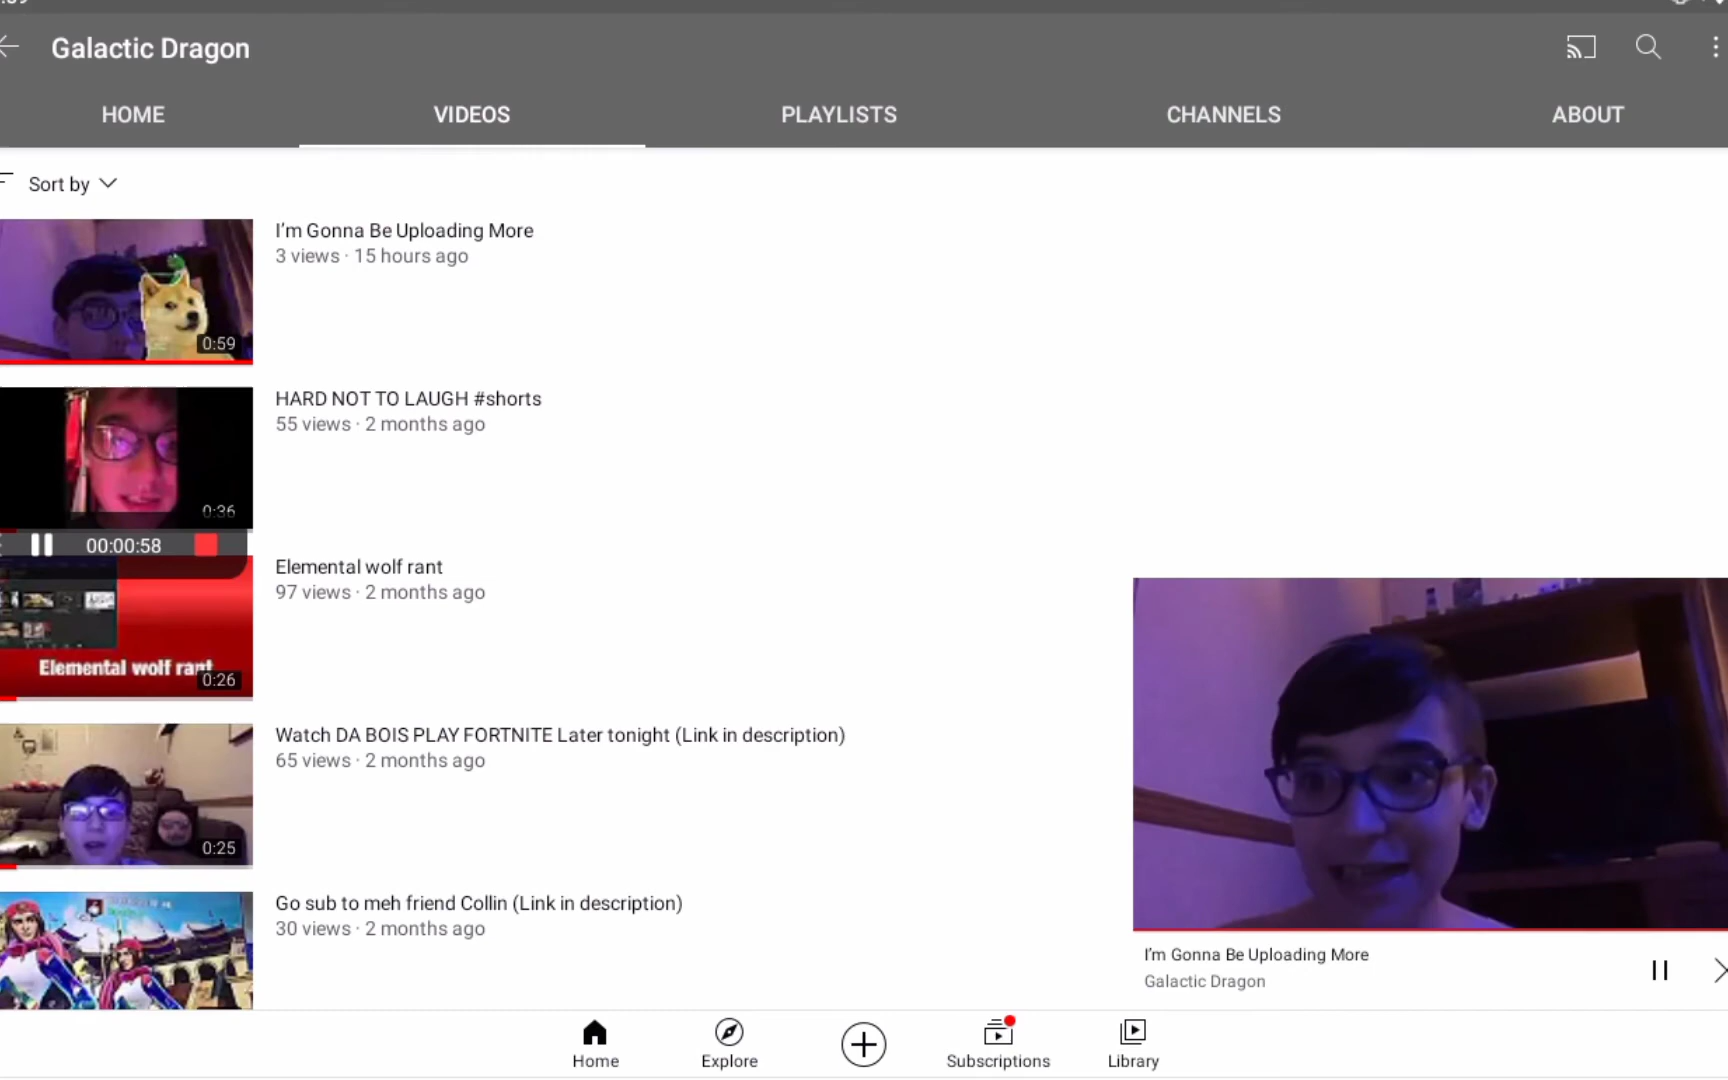 Galactic Dragon
HOME
VIDEOS
PLAYLISTS
CHANNELS
ABOUT
Sort by
I'm Gonna Be Uploading More
3 views · 15 hours ago
0:59
HARD NOT TO LAUGH #shorts
55 views · 2 months ago
0:36
00:00:58
Elemental wolf rant
97 views · 2 months ago
Elemental wolf rant
0:26
Watch DA BOIS PLAY FORTNITE Later tonight (Link in description)
65 views · 2 months ago
0:25
Go sub to meh friend Collin (Link in description)
30 views · 2 months ago
I'm Gonna Be Uploading More
Galactic Dragon
Home
Explore
Subscriptions
Library